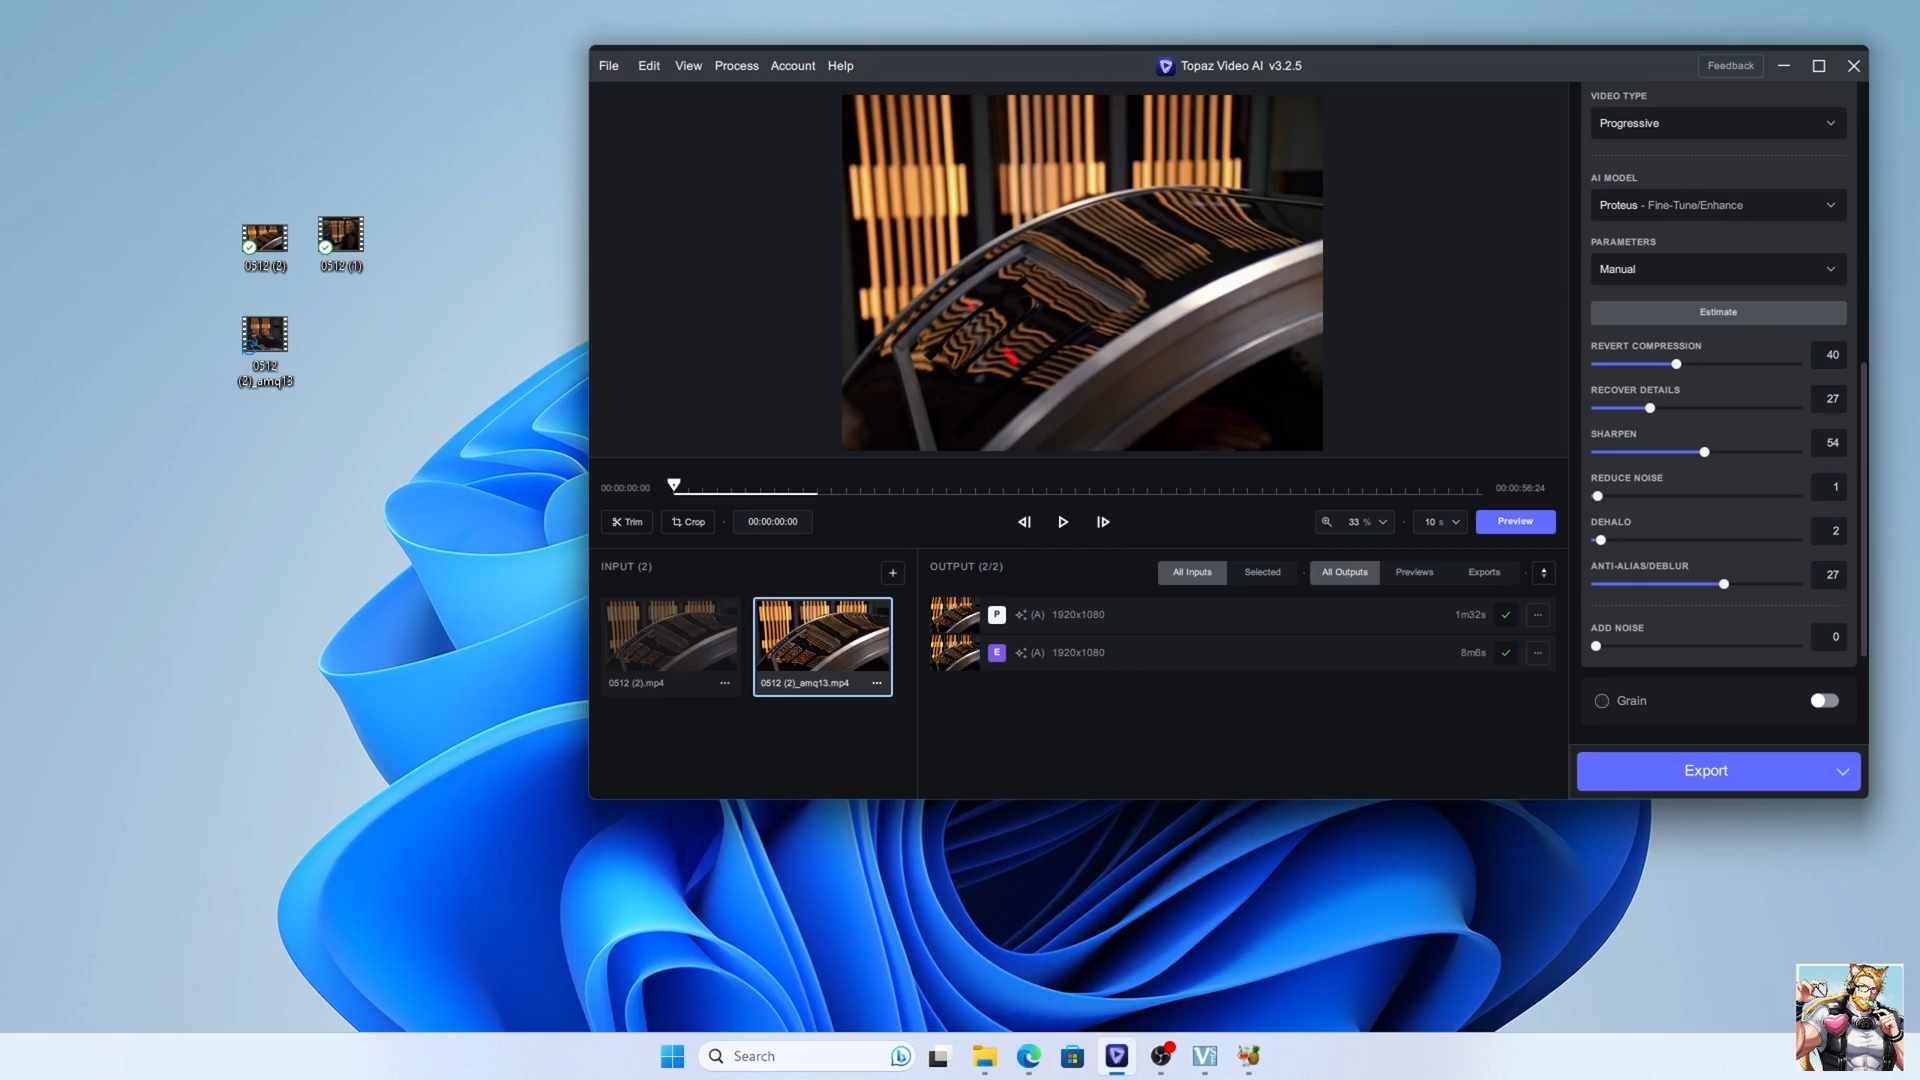 File Edit View Process Account Help
Topaz Video AI v3.2.5
Feedback
VIDEO TYPE
Progressive
AI MODEL
Proteus - Fine-Tune/Enhance
PARAMETERS
Manual
Estimate
REVERT COMPRESSION
40
RECOVER DETAILS
27
SHARPEN
54
REDUCE NOISE
1
DEHALO
2
ANTI-ALIAS/DEBLUR
27
ADD NOISE
0
Grain
Export
00:00:00:00
00:00:56:24
Trim
Crop
00:00:00:00
33 %
10 s
Preview
INPUT (2)
0512 (2).mp4
0512 (2)_amq13.mp4
OUTPUT (2/2)
All Inputs
Selected
All Outputs
Previews
Exports
P (A) 1920x1080 1m32s
E (A) 1920x1080 8m6s
0512 (2)
0512 (1)
0512
(2)_amq13
Search